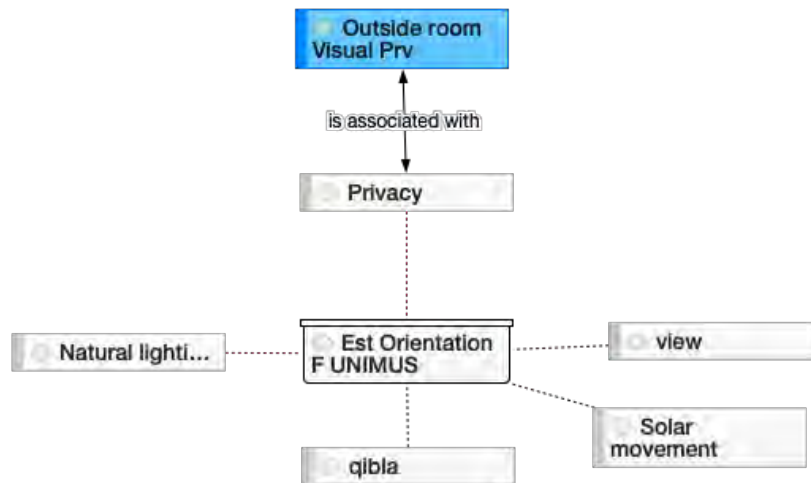 Outside room
Visual Prv
is associated with
Privacy
Natural lighti...
Est Orientation
F UNIMUS
view
Solar
movement
qibla